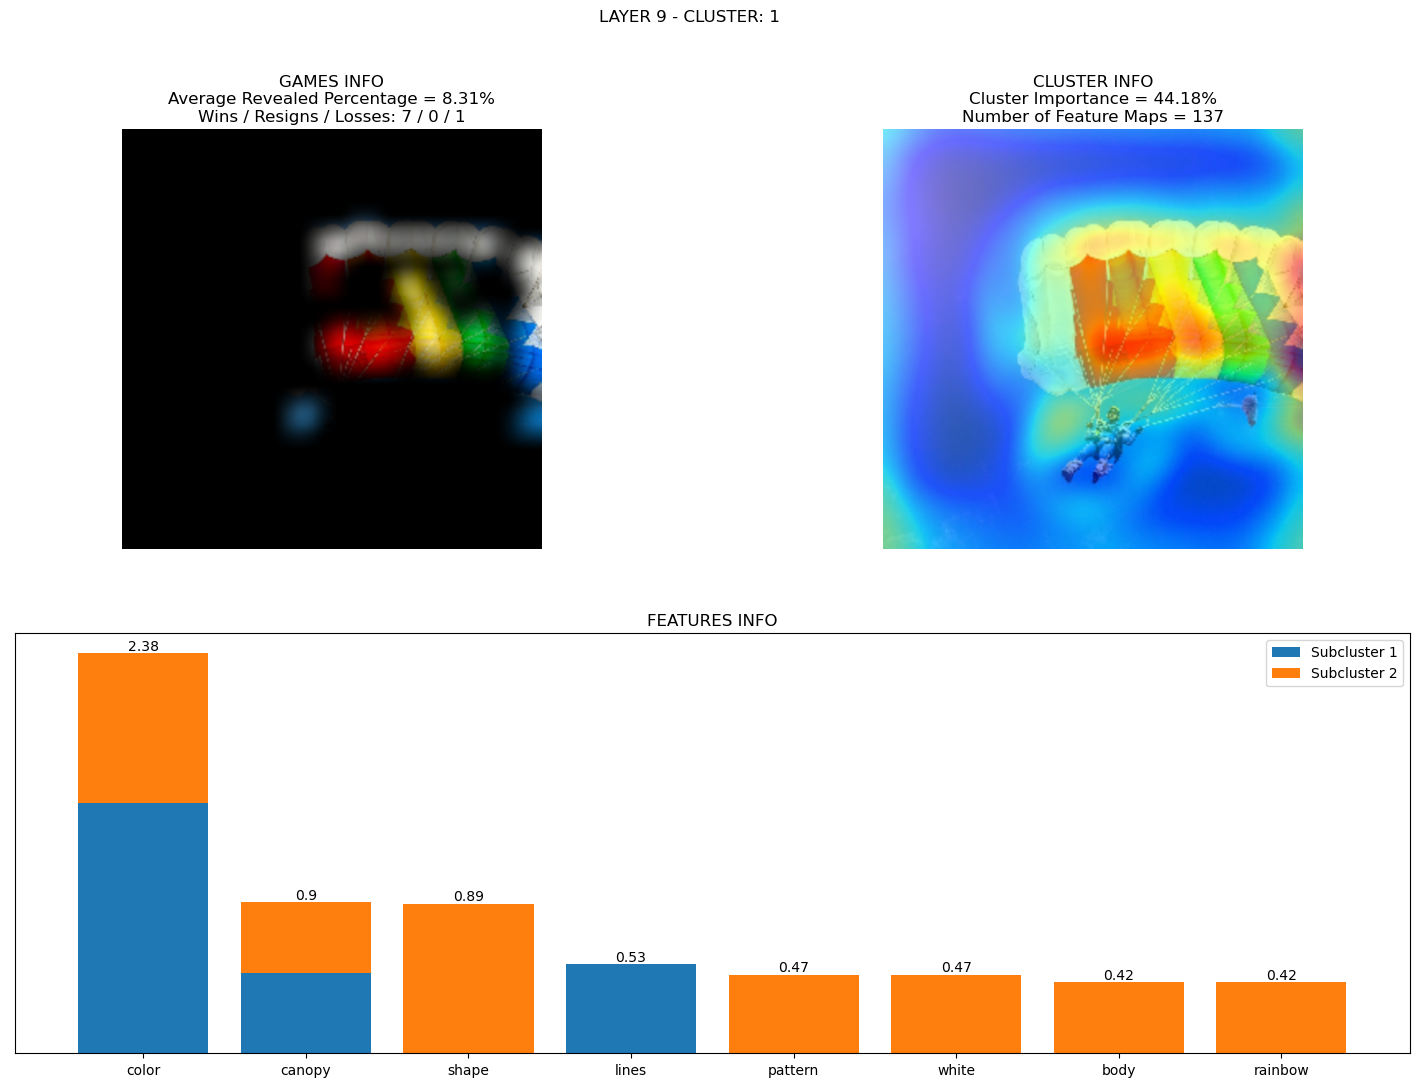 LAYER 9 - CLUSTER: 1
GAMES INFO
Average Revealed Percentage = 8.31%
Wins / Resigns / Losses: 7 / 0 / 1
CLUSTER INFO
Cluster Importance = 44.18%
Number of Feature Maps = 137
FEATURES INFO
Subcluster 1
Subcluster 2
2.38
0.9
0.89
0.53
0.47
0.47
0.42
0.42
color
canopy
shape
lines
pattern
white
body
rainbow